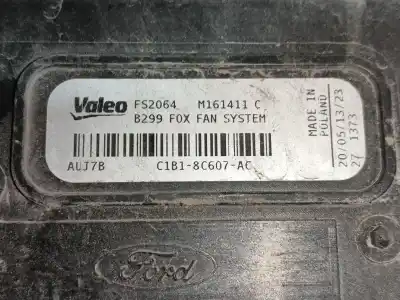 Valeo FS2064 M161411 C
B299 FOX FAN SYSTEM
AUJ7B C1B1-8C607-AC
MADE IN
POLAND
20/05/13/23
27 1373
Ford